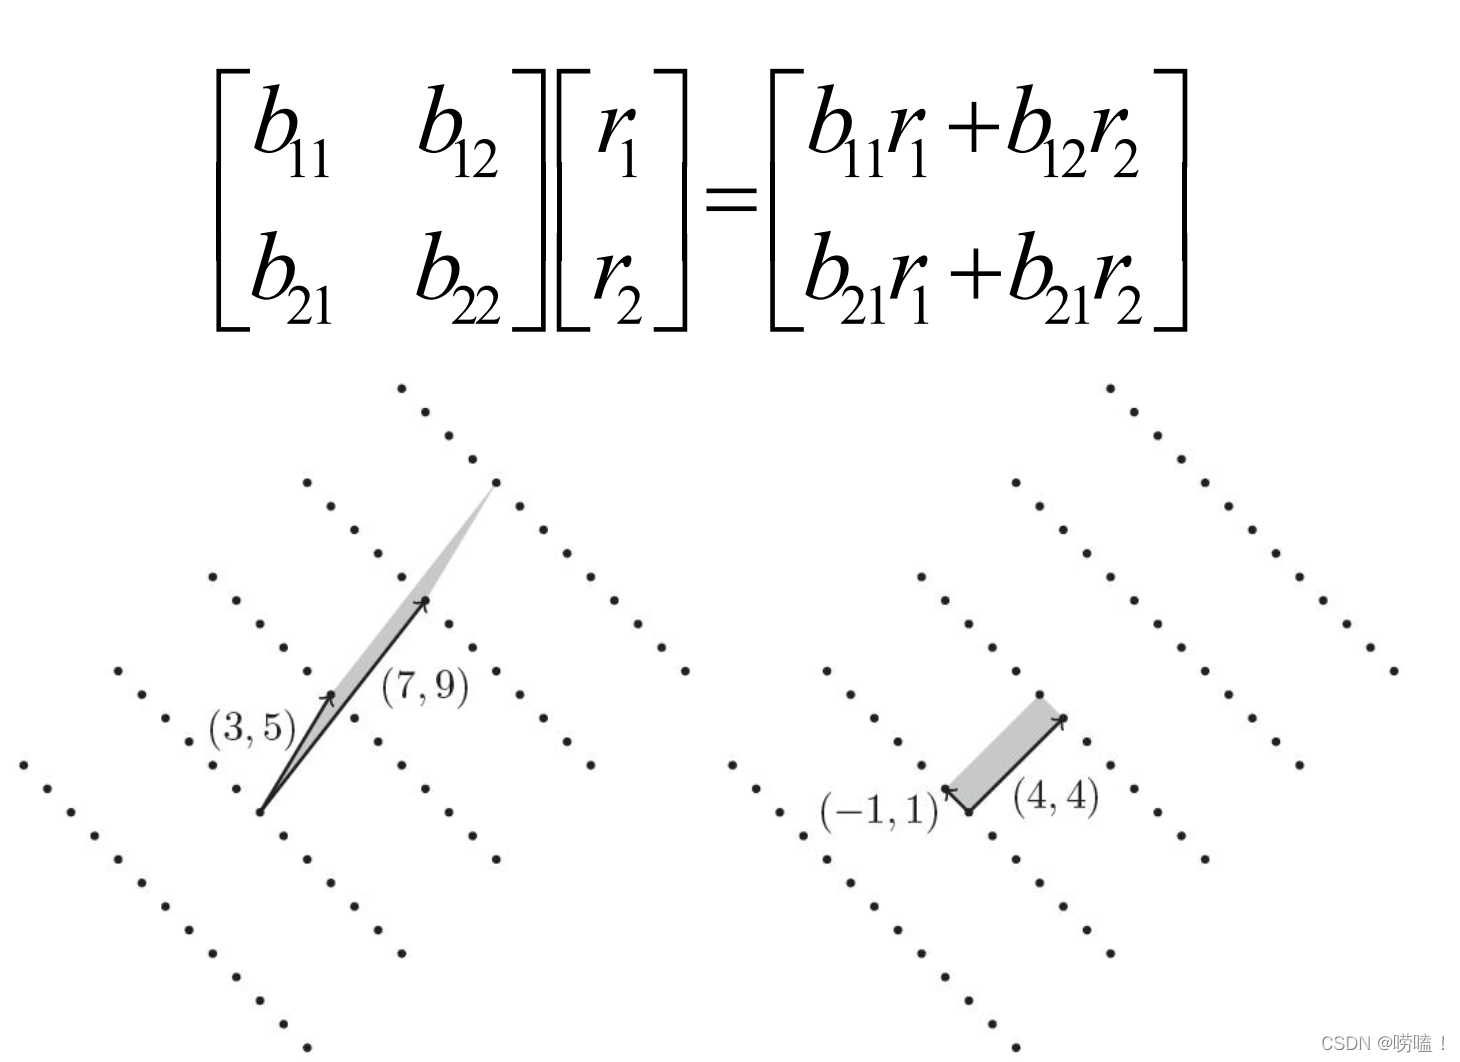 [b₁₁ b₁₂; b₂₁ b₂₂] [r₁; r₂] = [b₁₁r₁+b₁₂r₂; b₂₁r₁+b₂₁r₂]
(7, 9)
(3, 5)
(−1, 1)
(4, 4)
CSDN @唠嗑！